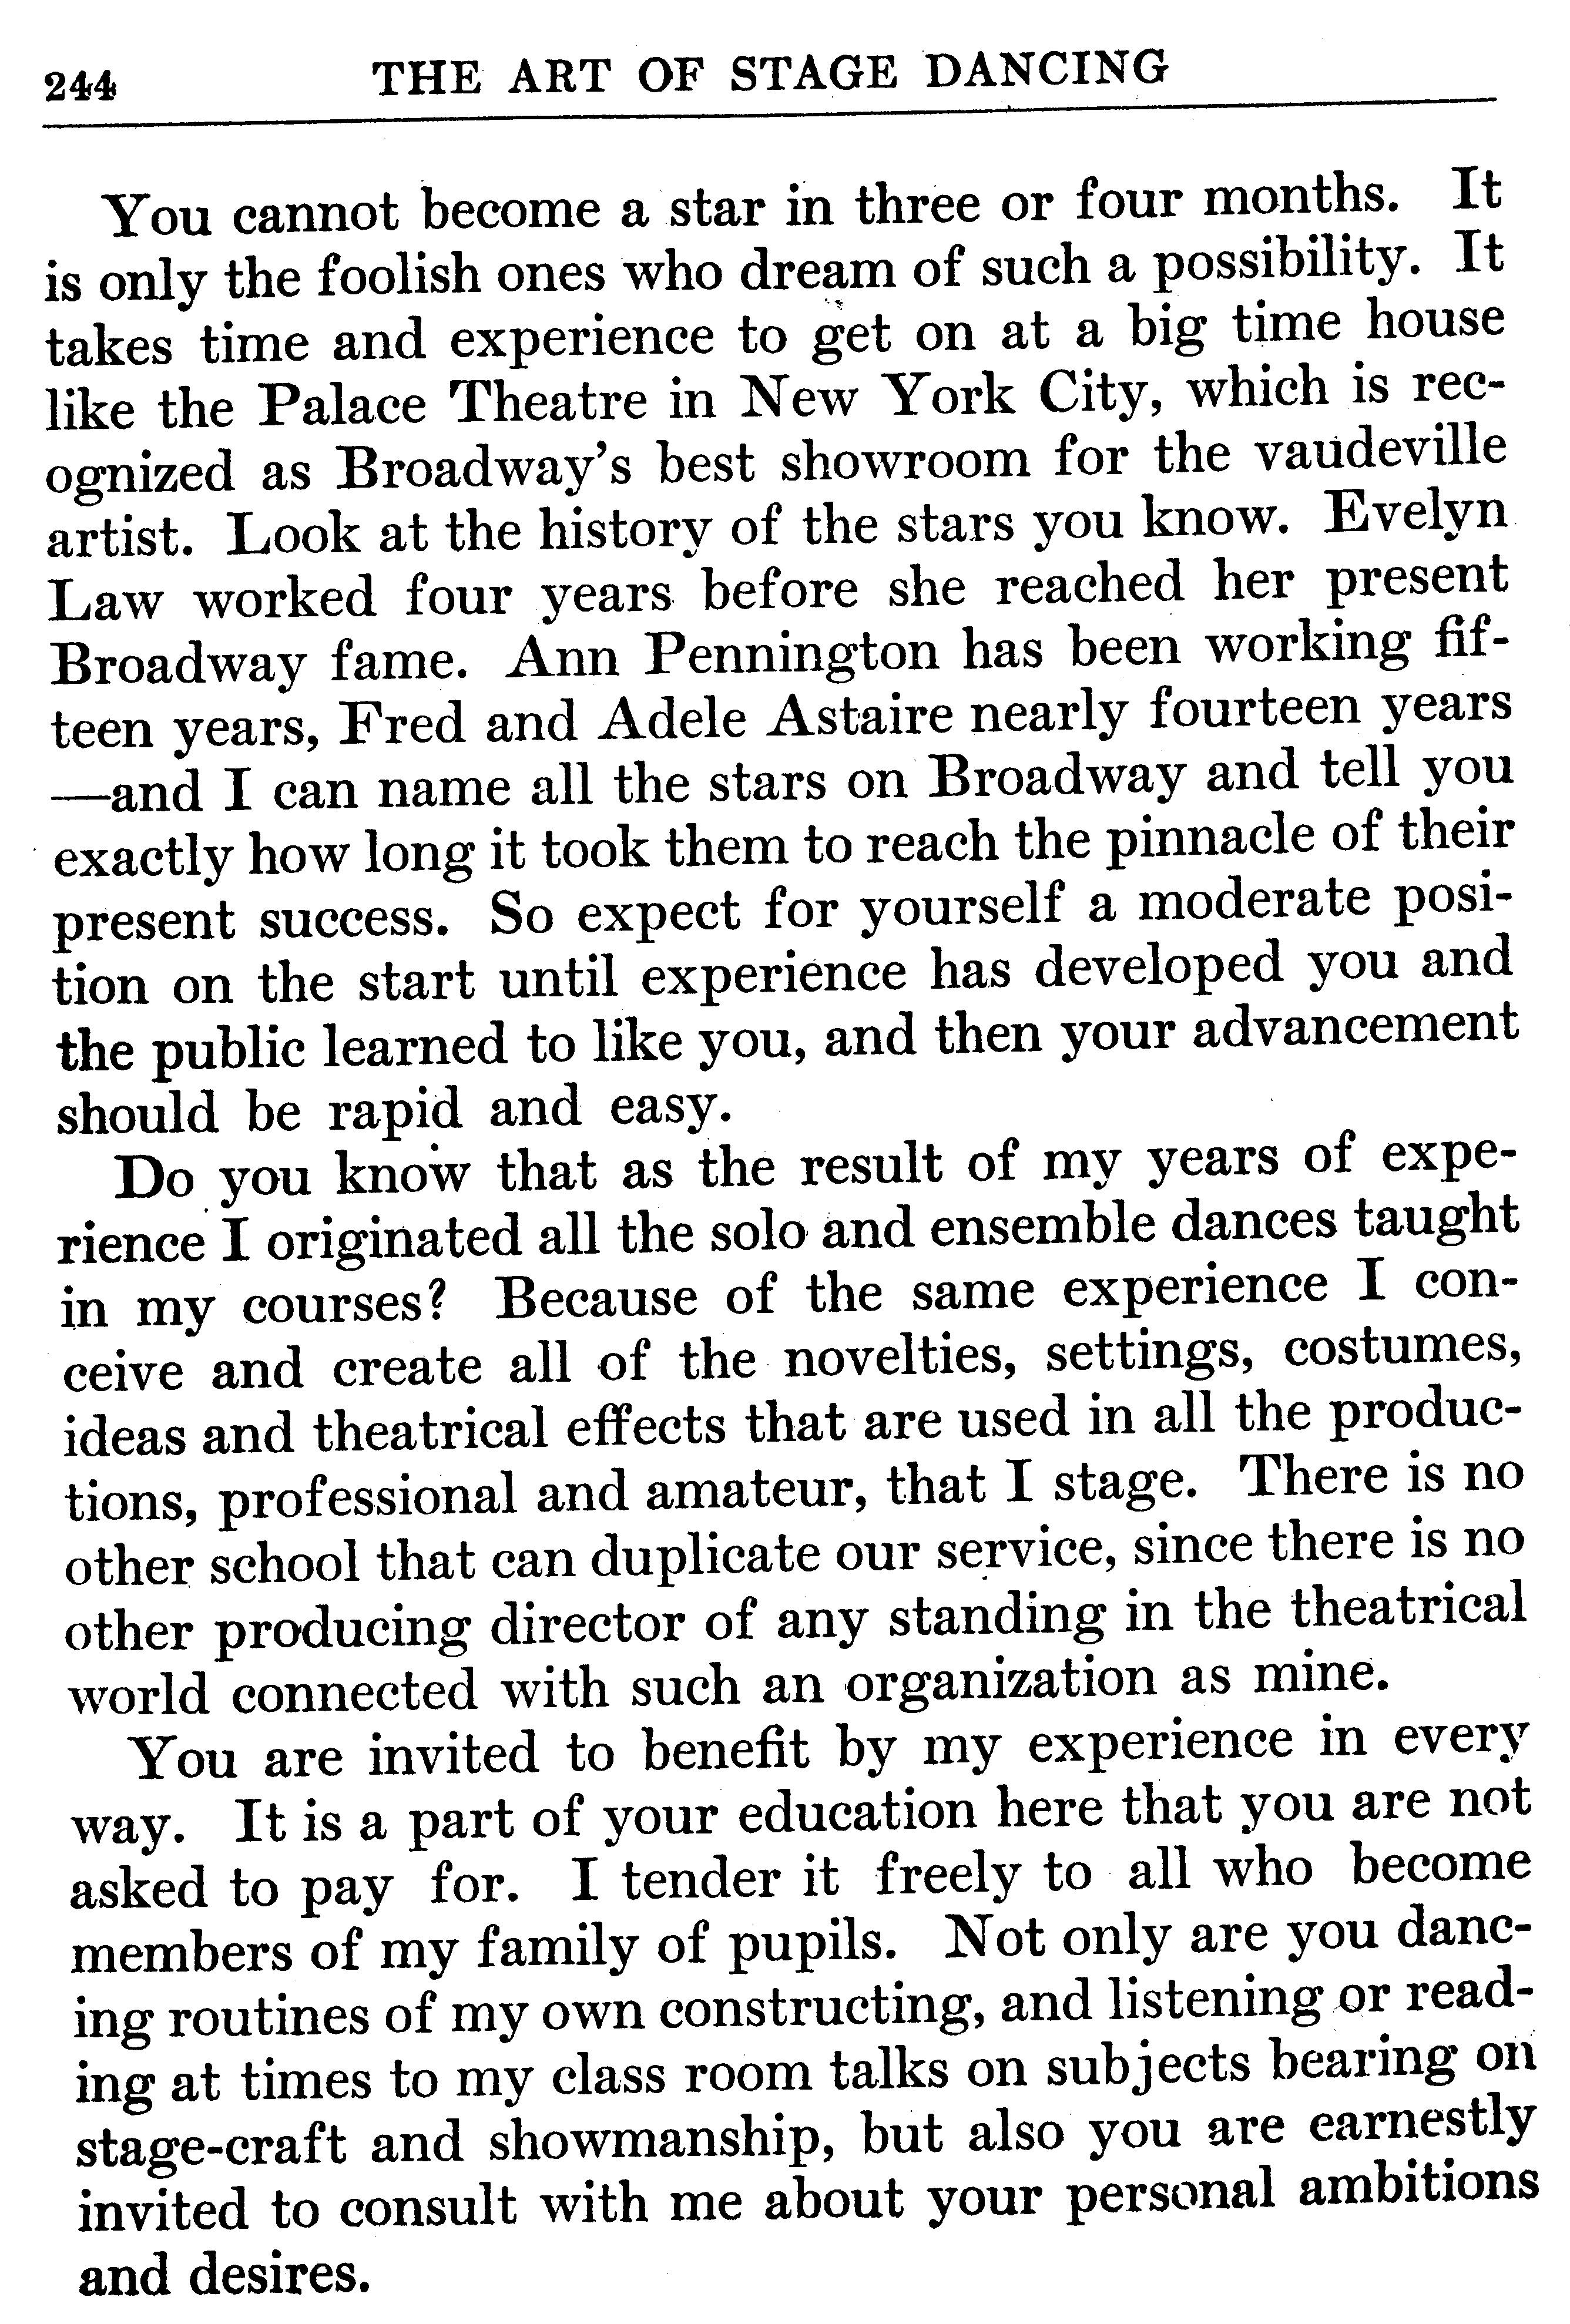 244 THE ART OF STAGE DANCING
You cannot become a star in three or four months. It
is only the foolish ones who dream of such a possibility. It
takes time and experience to get on at a big time house
like the Palace Theatre in New York City, which is rec-
ognized as Broadway's best showroom for the vaudeville
artist. Look at the history of the stars you know. Evelyn
Law worked four years before she reached her present
Broadway fame. Ann Pennington has been working fif-
teen years, Fred and Adele Astaire nearly fourteen years
—and I can name all the stars on Broadway and tell you
exactly how long it took them to reach the pinnacle of their
present success. So expect for yourself a moderate posi-
tion on the start until experience has developed you and
the public learned to like you, and then your advancement
should be rapid and easy.
Do you know that as the result of my years of expe-
rience I originated all the solo and ensemble dances taught
in my courses? Because of the same experience I con-
ceive and create all of the novelties, settings, costumes,
ideas and theatrical effects that are used in all the produc-
tions, professional and amateur, that I stage. There is no
other school that can duplicate our service, since there is no
other producing director of any standing in the theatrical
world connected with such an organization as mine.
You are invited to benefit by my experience in every
way. It is a part of your education here that you are not
asked to pay for. I tender it freely to all who become
members of my family of pupils. Not only are you danc-
ing routines of my own constructing, and listening or read-
ing at times to my class room talks on subjects bearing on
stage-craft and showmanship, but also you are earnestly
invited to consult with me about your personal ambitions
and desires.